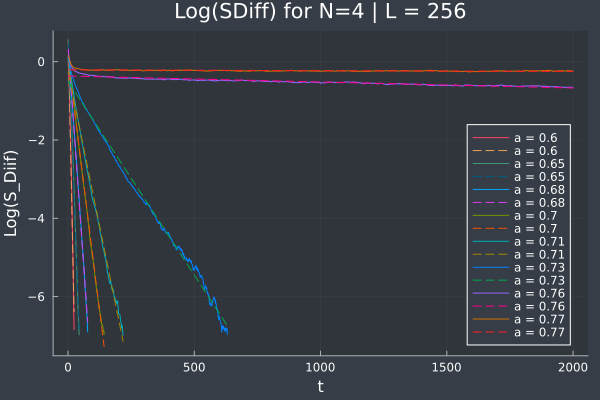 Log(SDiff) for N=4 | L = 256
Log(S_Diif)
0
−2
−4
−6
0
500
1000
1500
2000
t
a = 0.6
a = 0.6
a = 0.65
a = 0.65
a = 0.68
a = 0.68
a = 0.7
a = 0.7
a = 0.71
a = 0.71
a = 0.73
a = 0.73
a = 0.76
a = 0.76
a = 0.77
a = 0.77